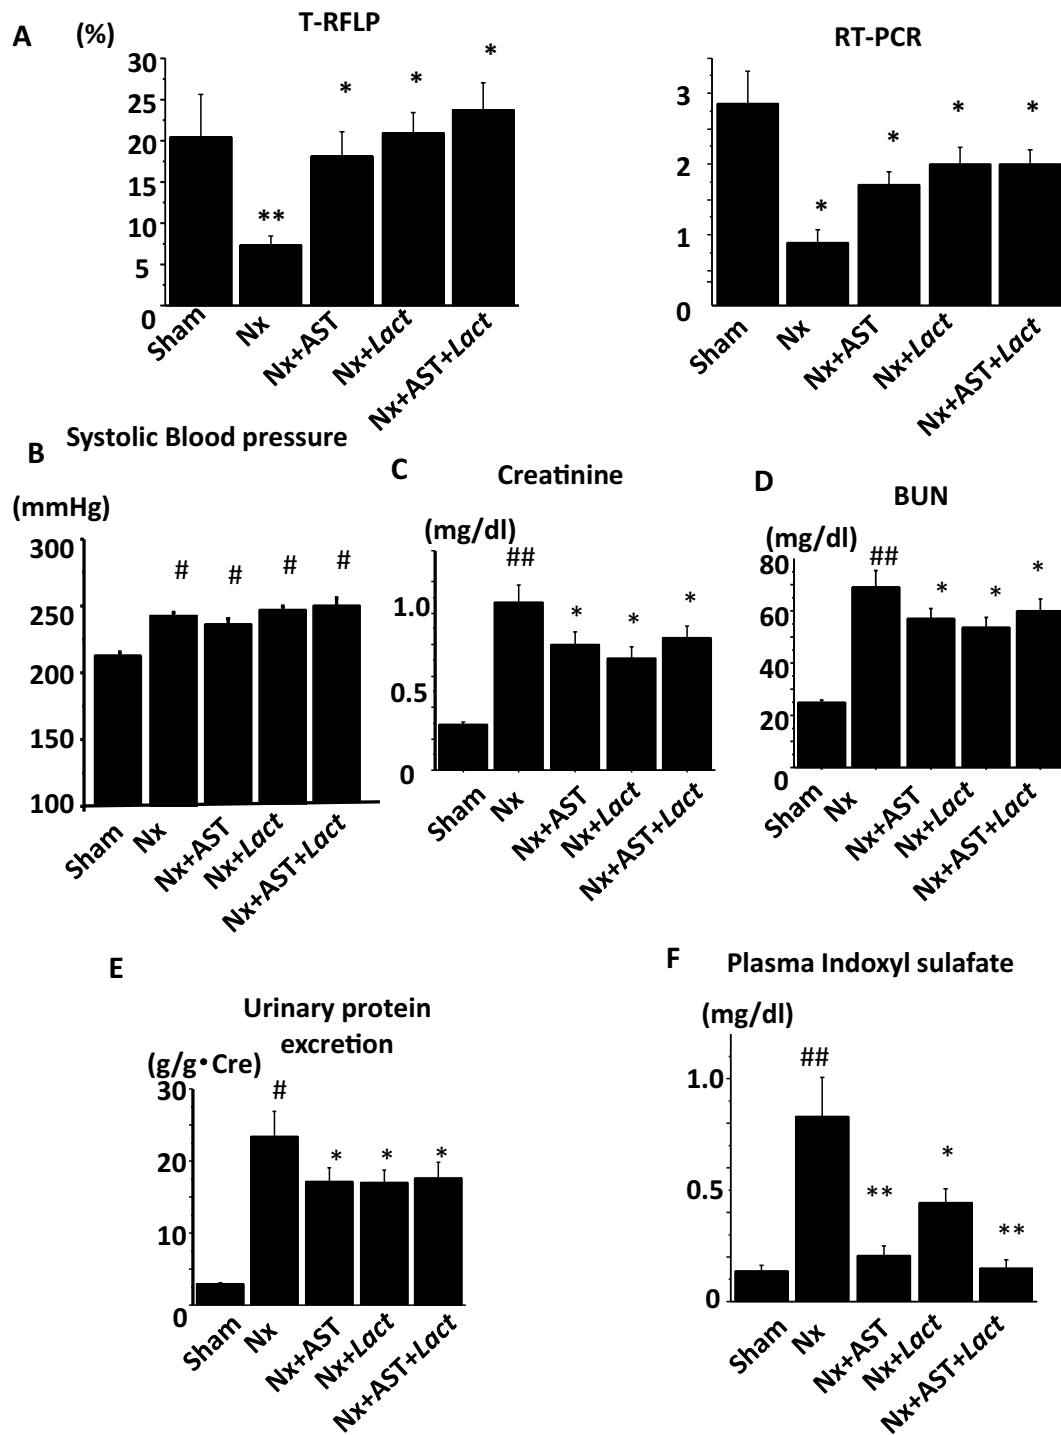 A
(%)
T-RFLP
30
25
20
15
10
5
0
*
*
*
**
Sham
Nx
Nx+AST
Nx+Lact
Nx+AST+Lact
RT-PCR
3
2
1
0
*
*
*
*
Sham
Nx
Nx+AST
Nx+Lact
Nx+AST+Lact
B
Systolic Blood pressure
(mmHg)
300
250
200
150
100
#
#
#
#
Sham
Nx
Nx+AST
Nx+Lact
Nx+AST+Lact
C
Creatinine
(mg/dl)
1.0
0.5
0
##
*
*
*
Sham
Nx
Nx+AST
Nx+Lact
Nx+AST+Lact
D
BUN
(mg/dl)
80
60
40
20
0
##
*
*
*
Sham
Nx
Nx+AST
Nx+Lact
Nx+AST+Lact
E
Urinary protein
excretion
(g/g・Cre)
30
20
10
0
#
*
*
*
Sham
Nx
Nx+AST
Nx+Lact
Nx+AST+Lact
F
Plasma Indoxyl sulafate
(mg/dl)
1.0
0.5
0
##
**
*
**
Sham
Nx
Nx+AST
Nx+Lact
Nx+AST+Lact